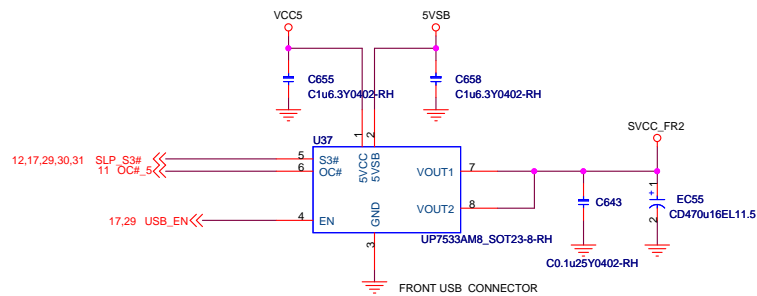 VCC5
5VSB
C655
C1u6.3Y0402-RH
C658
C1u6.3Y0402-RH
U37
1
2
5VCC
5VSB
SVCC_FR2
12,17,29,30,31 SLP_S3#
5
S3#
11 OC#_5
6
OC#
VOUT1
7
VOUT2
8
17,29 USB_EN
4
EN
GND
3
UP7533AM8_SOT23-8-RH
C643
C0.1u25Y0402-RH
+
1
2
EC55
CD470u16EL11.5
FRONT USB CONNECTOR